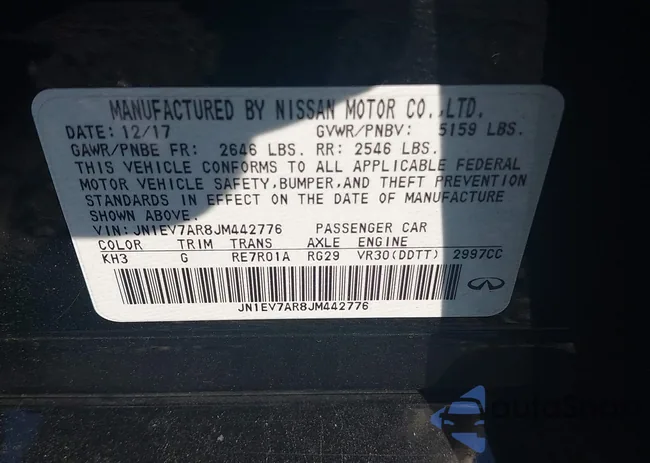 MANUFACTURED BY NISSAN MOTOR CO.,LTD.
DATE: 12/17 GVWR/PNBV: 5159 LBS.
GAWR/PNBE FR: 2646 LBS. RR: 2546 LBS.
THIS VEHICLE CONFORMS TO ALL APPLICABLE FEDERAL
MOTOR VEHICLE SAFETY,BUMPER,AND THEFT PREVENTION
STANDARDS IN EFFECT ON THE DATE OF MANUFACTURE
SHOWN ABOVE.
VIN: JN1EV7AR8JM442776 PASSENGER CAR
COLOR TRIM TRANS AXLE ENGINE
KH3 G RE7R01A RG29 VR30(DDTT) 2997CC
JN1EV7AR8JM442776